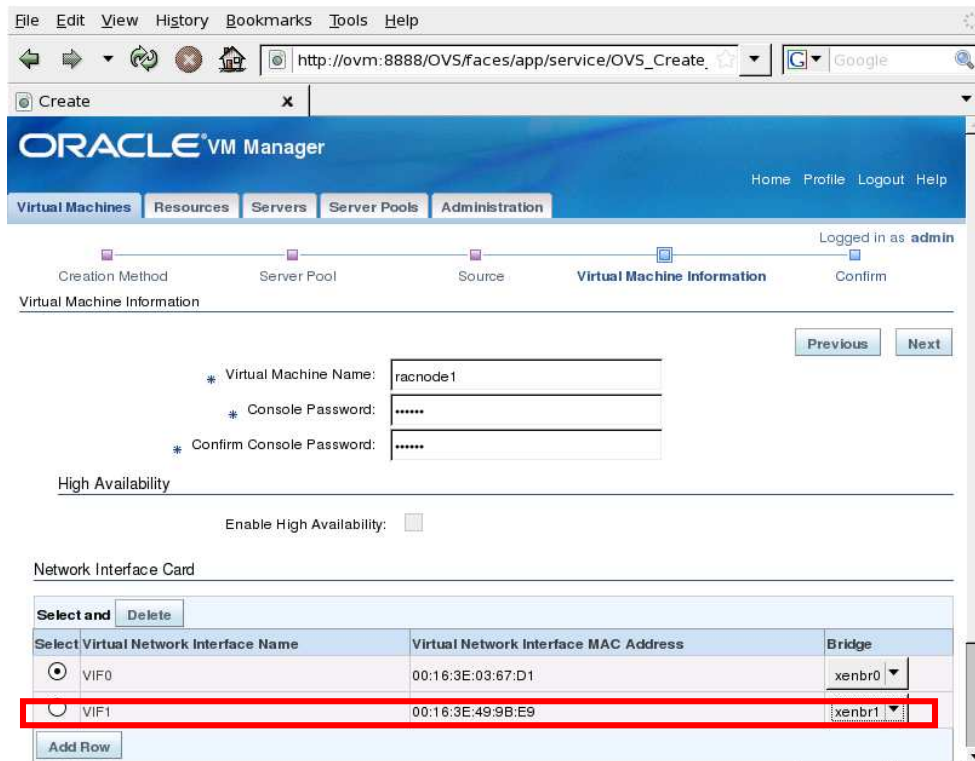 File Edit View History Bookmarks Tools Help
http://ovm:8888/OVS/faces/app/service/OVS_Create_
G Google
Create x
ORACLE VM Manager
Home Profile Logout Help
Virtual Machines Resources Servers Server Pools Administration
Logged in as admin
Creation Method Server Pool Source Virtual Machine Information Confirm
Virtual Machine Information
Previous Next
* Virtual Machine Name: racnode1
* Console Password: ••••••
* Confirm Console Password: ••••••
High Availability
Enable High Availability:
Network Interface Card
Select and Delete
Select Virtual Network Interface Name Virtual Network Interface MAC Address Bridge
VIF0 00:16:3E:03:67:D1 xenbr0
VIF1 00:16:3E:49:9B:E9 xenbr1
Add Row